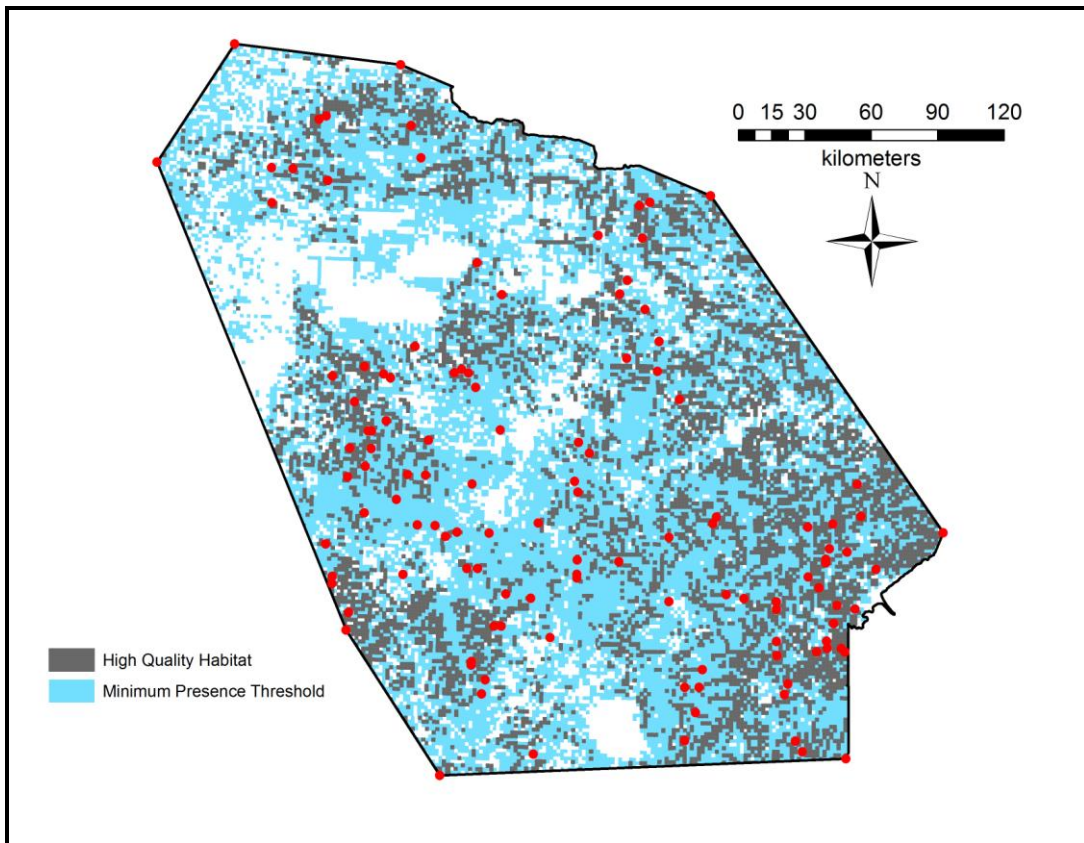 0 15 30 60 90 120
kilometers
N
High Quality Habitat
Minimum Presence Threshold